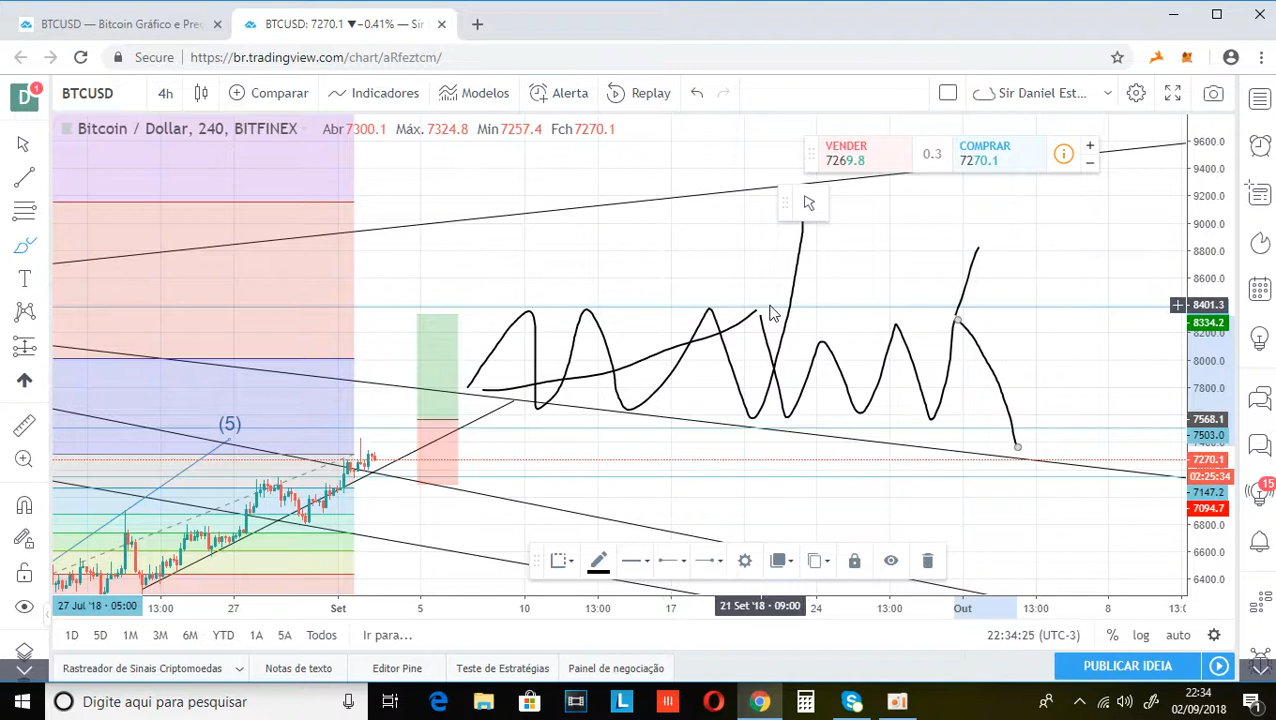 BTCUSD — Bitcoin Gráfico e Pre
BTCUSD: 7270.1 ▼−0.41% — Si
Secure
https://br.tradingview.com/chart/aRfeztcm/
D 1
BTCUSD 4h Comparar Indicadores Modelos Alerta Replay Sir Daniel Est...
Bitcoin / Dollar, 240, BITFINEX Abr7300.1 Máx.7324.8 Min7257.4 Fch7270.1
VENDER
7269.8
0.3
COMPRAR
7270.1
+
−
9600.0
9400.0
9200.0
9000.0
8800.0
8600.0
8401.3
8334.2
8200.0
8000.0
7800.0
7568.1
7503.0
7270.1
02:25:34
7147.2
7094.7
6800.0
6600.0
6400.0
(5)
15
27 Jul '18 - 05:00 13:00 27 Set 5 10 13:00 17 21 Set '18 - 09:00 24 13:00 Out 13:00 8 13:0
1D 5D 1M 3M 6M YTD 1A 5A Todos Ir para... 22:34:25 (UTC-3) % log auto
Rastreador de Sinais Criptomoedas Notas de texto Editor Pine Teste de Estratégias Painel de negociação PUBLICAR IDEIA
Digite aqui para pesquisar
22:34
02/09/2018
1